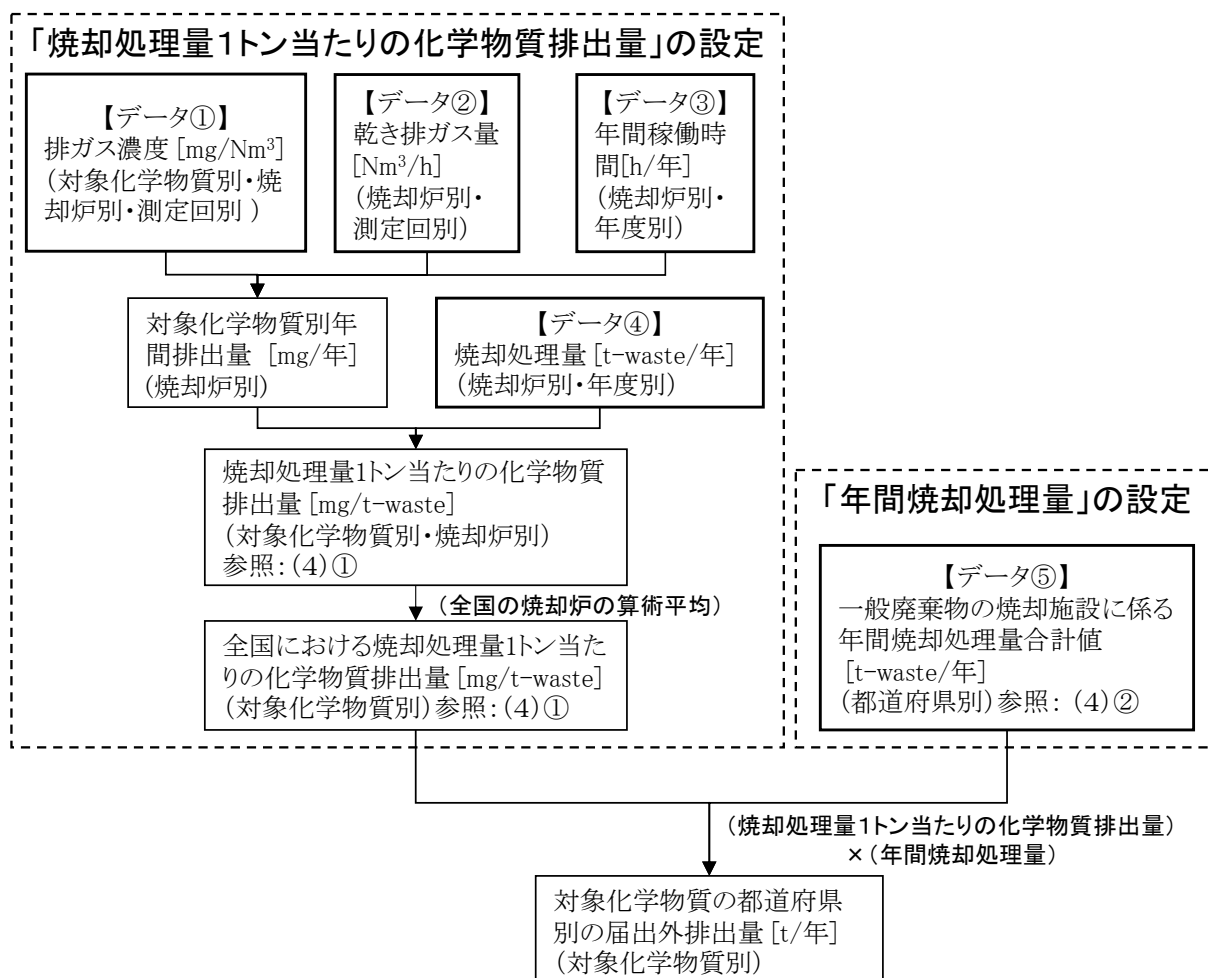 「焼却処理量1トン当たりの化学物質排出量」の設定
【データ①】
排ガス濃度[mg/Nm³]
(対象化学物質別・焼
却炉別・測定回別 )
【データ②】
乾き排ガス量
[Nm³/h]
(焼却炉別・
測定回別)
【データ③】
年間稼働時
間[h/年]
(焼却炉別・
年度別)
対象化学物質別年
間排出量 [mg/年]
(焼却炉別)
【データ④】
焼却処理量[t-waste/年]
(焼却炉別・年度別)
焼却処理量1トン当たりの化学物質
排出量[mg/t-waste]
(対象化学物質別・焼却炉別)
参照:(4)①
(全国の焼却炉の算術平均)
全国における焼却処理量1トン当た
りの化学物質排出量[mg/t-waste]
(対象化学物質別)参照:(4)①
「年間焼却処理量」の設定
【データ⑤】
一般廃棄物の焼却施設に係る
年間焼却処理量合計値
[t-waste/年]
(都道府県別)参照: (4)②
(焼却処理量1トン当たりの化学物質排出量)
×(年間焼却処理量)
対象化学物質の都道府県
別の届出外排出量[t/年]
(対象化学物質別)